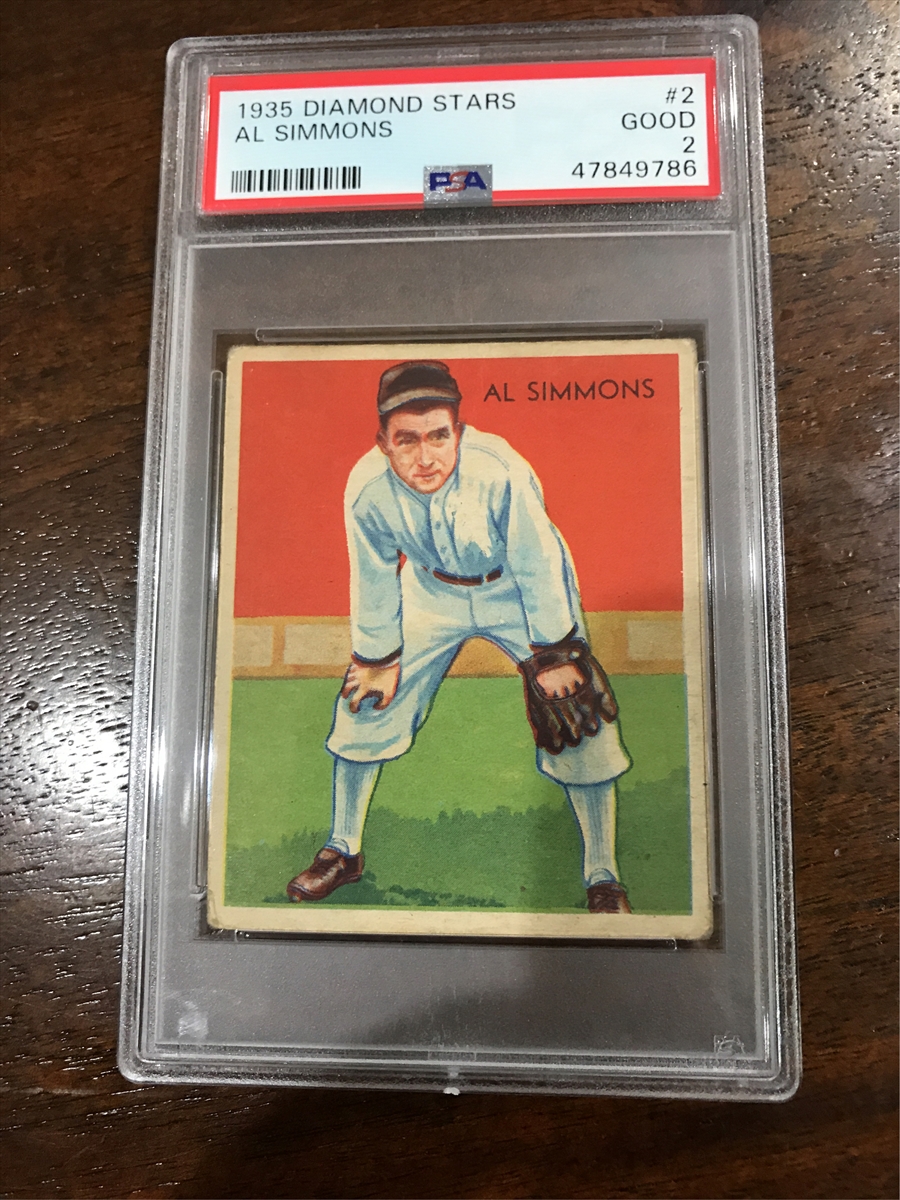 1935 DIAMOND STARS
AL SIMMONS
#2
GOOD
2
47849786
PSA
AL SIMMONS